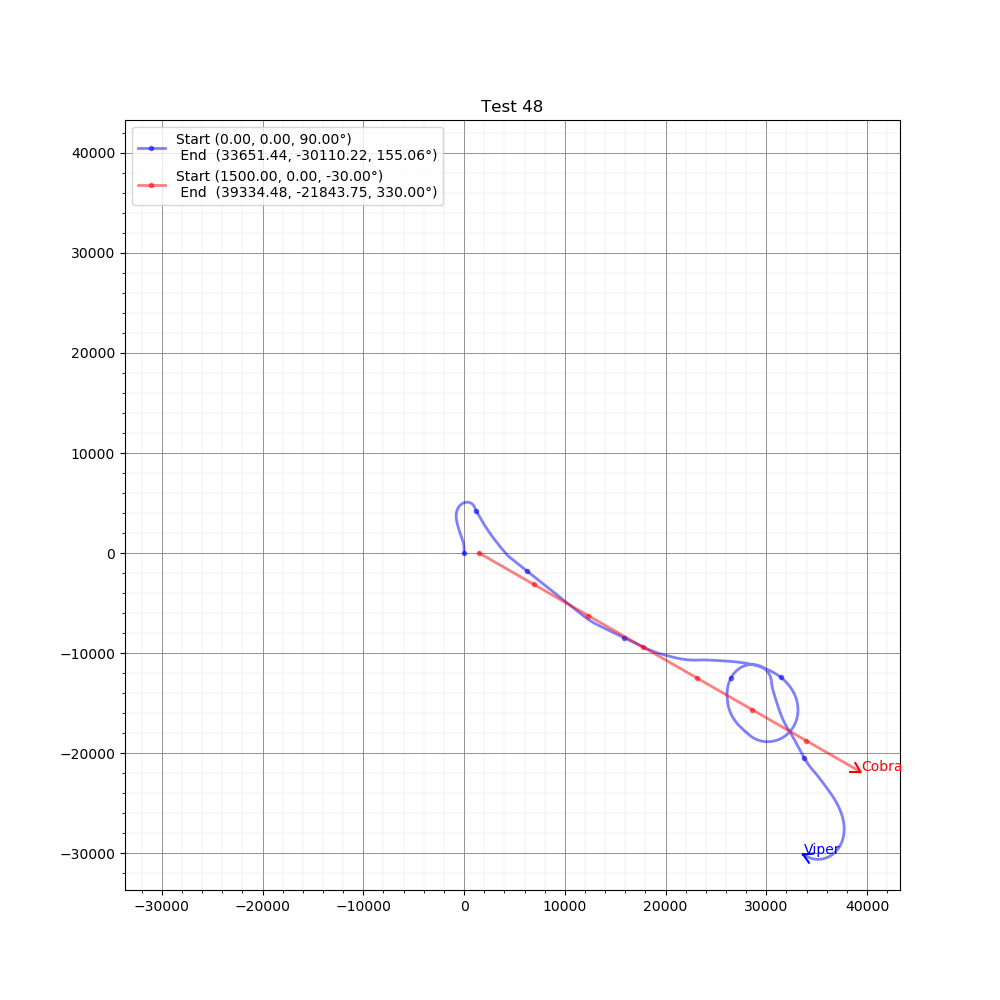 Test 48
Start (0.00, 0.00, 90.00°)
End  (33651.44, -30110.22, 155.06°)
Start (1500.00, 0.00, -30.00°)
End  (39334.48, -21843.75, 330.00°)
40000
30000
20000
10000
0
−10000
−20000
−30000
Cobra
Viper
−30000 −20000 −10000 0 10000 20000 30000 40000